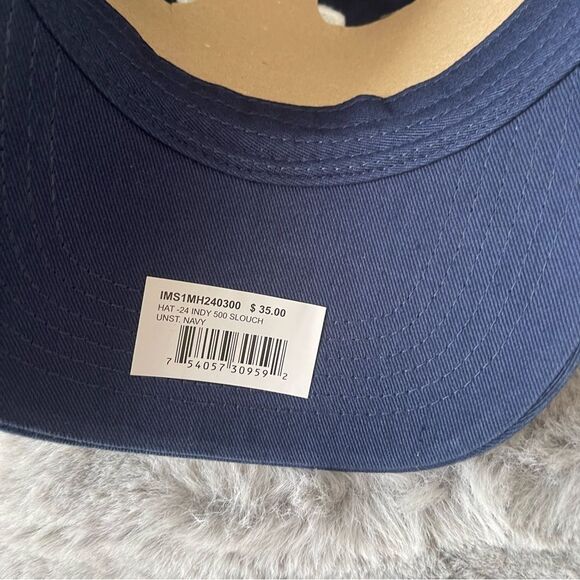 IMS1MH240300 $ 35.00
HAT -24 INDY 500 SLOUCH
UNST. NAVY
7 54057 30959 2